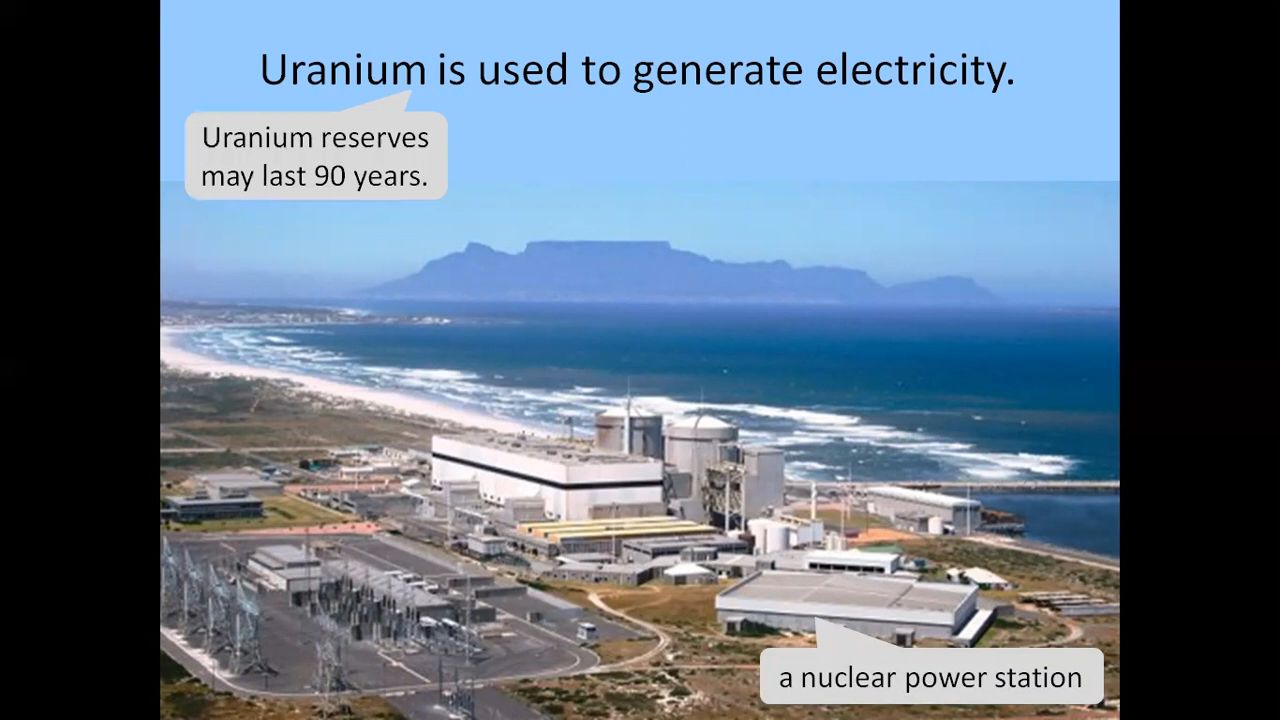 Uranium is used to generate electricity.
Uranium reserves
may last 90 years.
a nuclear power station